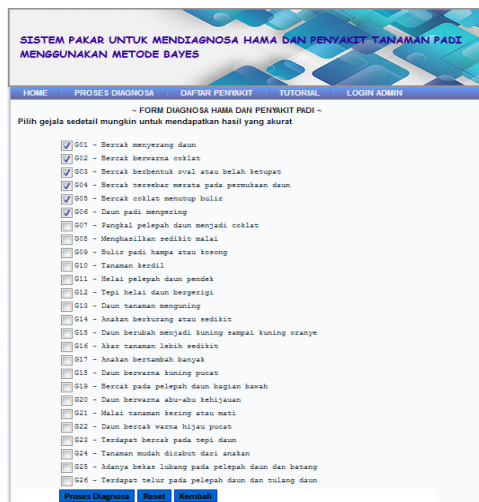 SISTEM PAKAR UNTUK MENDIAGNOSA HAMA DAN PENYAKIT TANAMAN PADI
MENGGUNAKAN METODE BAYES
HOME PROSES DIAGNOSA DAFTAR PENYAKIT TUTORIAL LOGIN ADMIN
~ FORM DIAGNOSA HAMA DAN PENYAKIT PADI ~
Pilih gejala sedetail mungkin untuk mendapatkan hasil yang akurat
G01 - Bercak menyerang daun
G02 - Bercak berwarna coklat
G03 - Bercak berbentuk oval atau belah ketupat
G04 - Bercak tersebar merata pada permukaan daun
G05 - Bercak coklat menutup bulir
G06 - Daun padi mengering
G07 - Pangkal pelepah daun menjadi coklat
G08 - Menghasilkan sedikit malai
G09 - Bulir padi hampa atau kosong
G10 - Tanaman kerdil
G11 - Helai pelepah daun pendek
G12 - Tepi helai daun bergerigi
G13 - Daun tanaman menguning
G14 - Anakan berkurang atau sedikit
G15 - Daun berubah menjadi kuning sampai kuning oranye
G16 - Akar tanaman lebih sedikit
G17 - Anakan bertambah banyak
G18 - Daun berwarna kuning pucat
G19 - Bercak pada pelepah daun bagian bawah
G20 - Daun berwarna abu-abu kehijauan
G21 - Malai tanaman kering atau mati
G22 - Daun bercak warna hijau pucat
G23 - Terdapat bercak pada tepi daun
G24 - Tanaman mudah dicabut dari anakan
G25 - Adanya bekas lubang pada pelepah daun dan batang
G26 - Terdapat telur pada pelepah daun dan tulang daun
Proses Diagnosa Reset Kembali